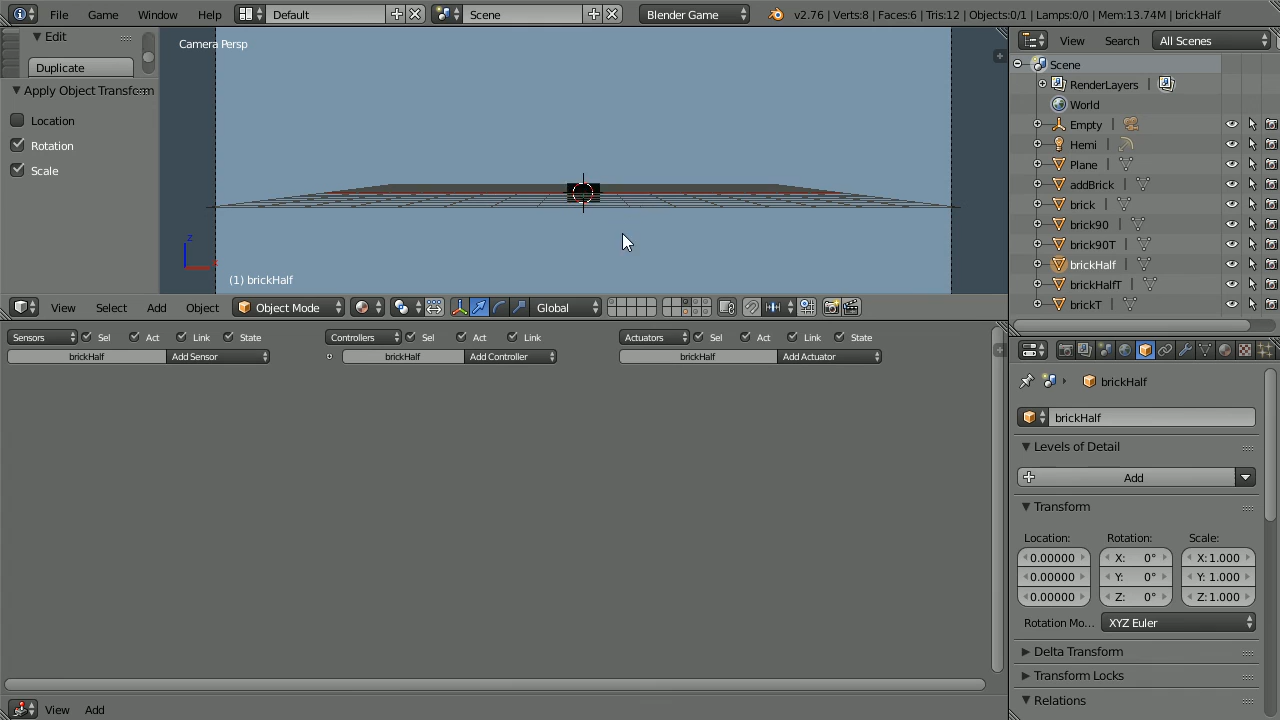 File Game Window Help Default Scene Blender Game v2.76 | Verts:8 | Faces:6 | Tris:12 | Objects:0/1 | Lamps:0/0 | Mem:13.74M | brickHalf
Edit
Duplicate
Apply Object Transform
Location
Rotation
Scale
Camera Persp
z
(1) brickHalf
View Select Add Object Object Mode Global
Sensors Sel Act Link State Controllers Sel Act Link Actuators Sel Act Link State
brickHalf Add Sensor brickHalf Add Controller brickHalf Add Actuator
View Add
View Search All Scenes
Scene
RenderLayers |
World
Empty |
Hemi |
Plane |
addBrick |
brick |
brick90 |
brick90T |
brickHalf |
brickHalfT |
brickT |
brickHalf
brickHalf
Levels of Detail
Add
Transform
Location: Rotation: Scale:
0.00000 X: 0° X: 1.000
0.00000 Y: 0° Y: 1.000
0.00000 Z: 0° Z: 1.000
Rotation Mo... XYZ Euler
Delta Transform
Transform Locks
Relations